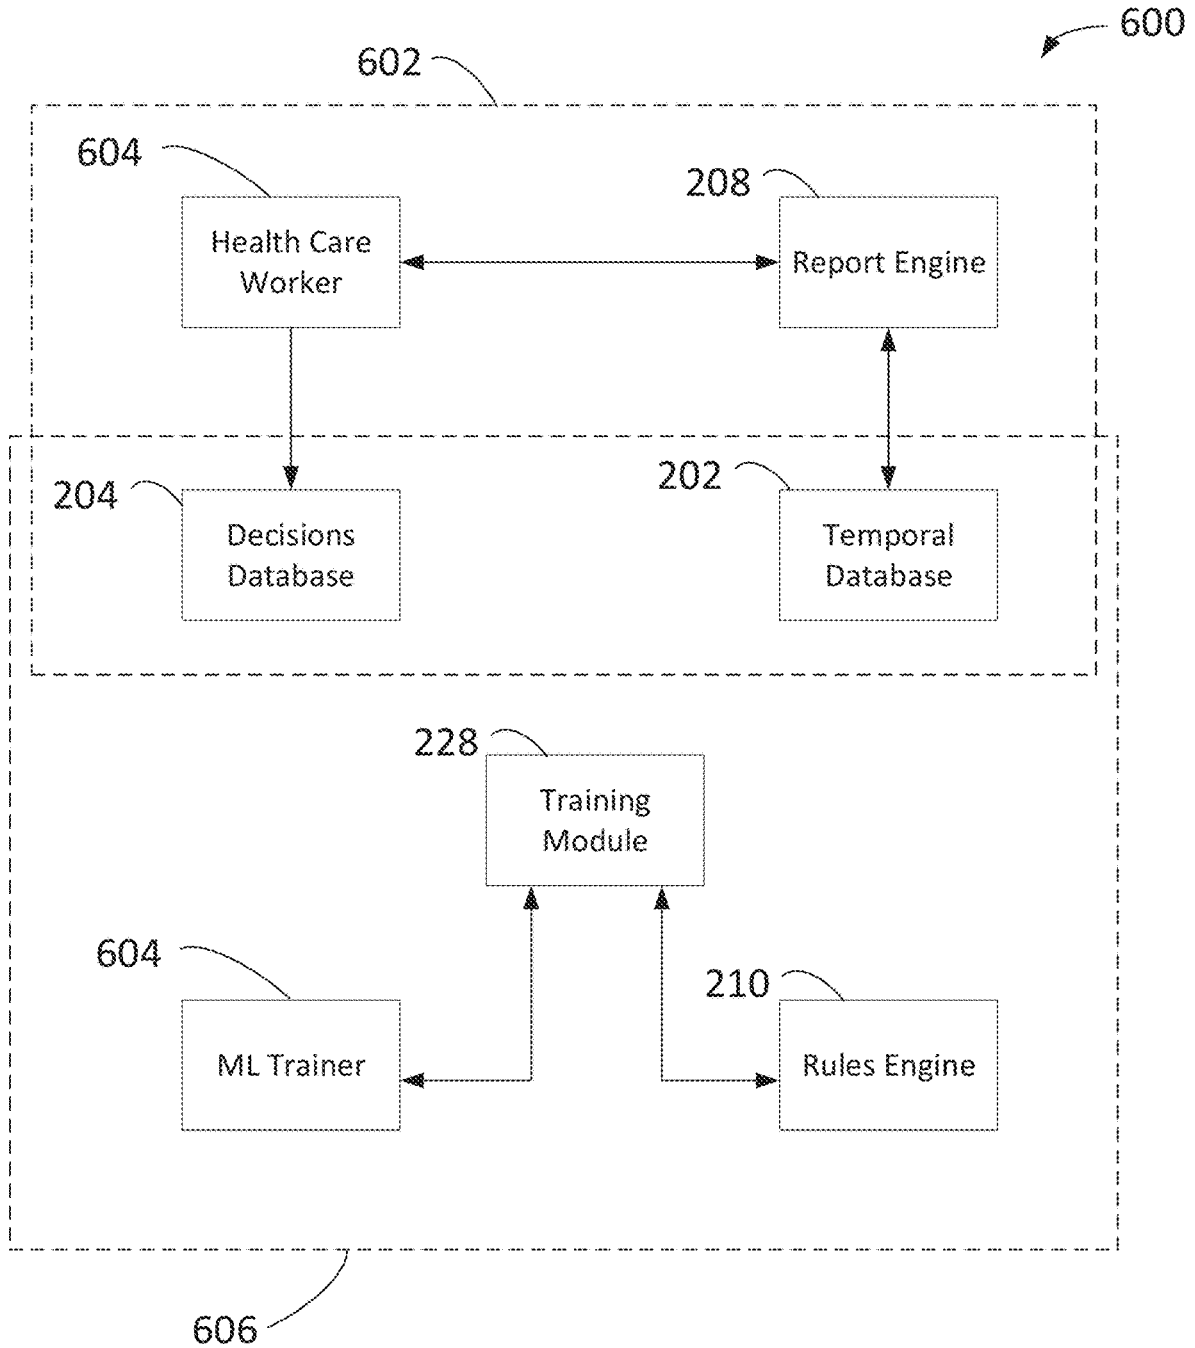 600
602
604
208
Health Care
Worker
Report Engine
204
202
Decisions
Database
Temporal
Database
228
Training
Module
604
210
ML Trainer
Rules Engine
606